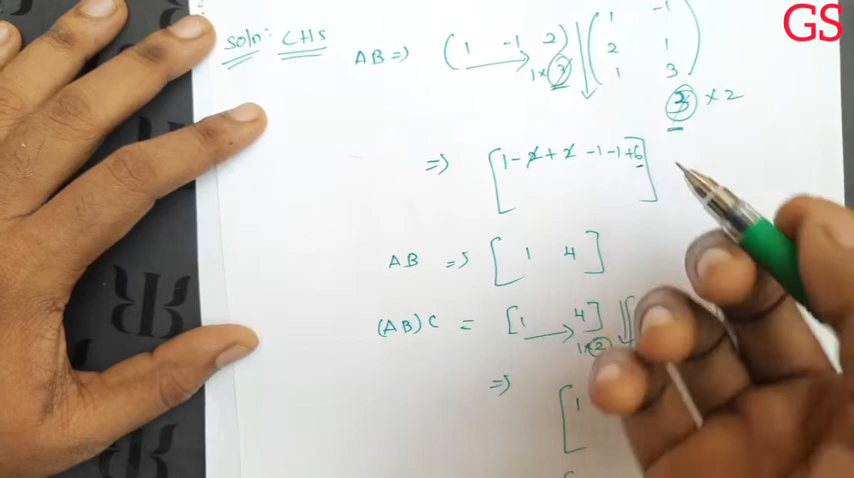 GS
soln: LHS
AB => ( 1 -1 2 ) 1×3 ( 1 -1
2 1
1 3 ) 3 × 2
=> [ 1 - 2 + 2 -1 -1 +6 ]
AB => [ 1 4 ]
(AB) C = [ 1 4 ] 1×2 [
=> [ 1